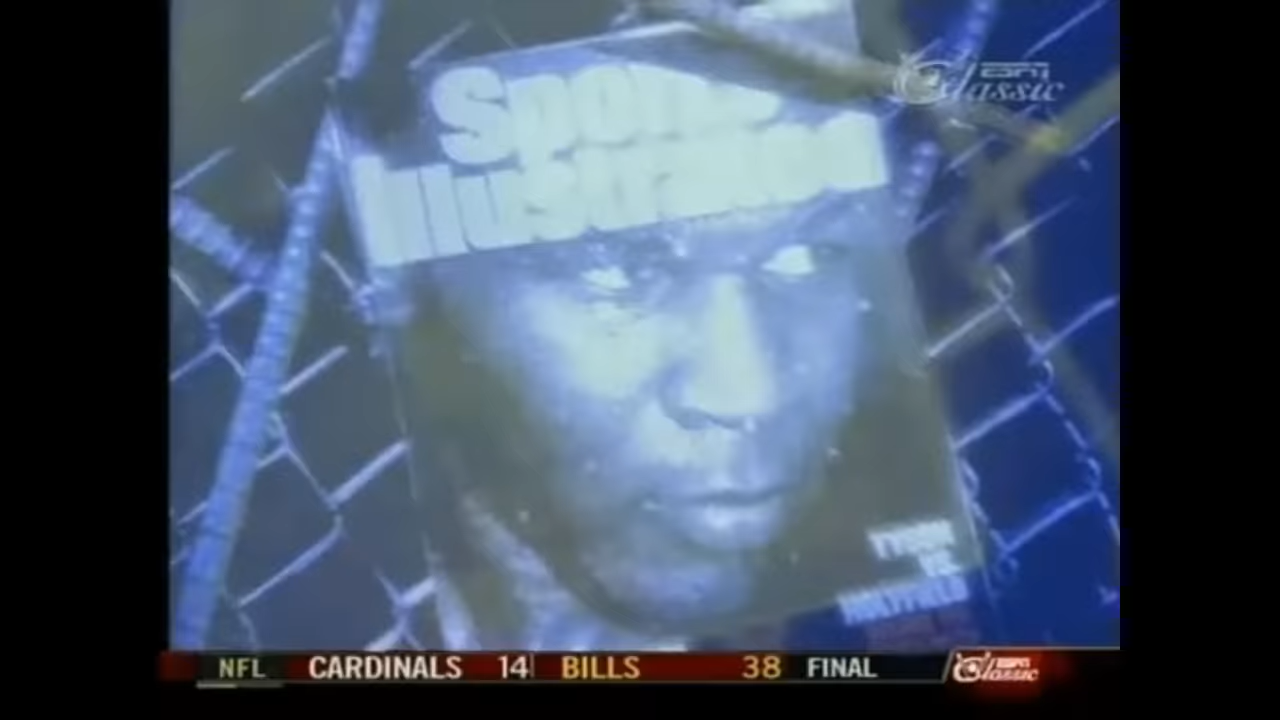 ESPN
Classic
Sports
Illustrated
TYSON
VS.
HOLYFIELD
NFL CARDINALS 14 BILLS 38 FINAL ESPN Classic